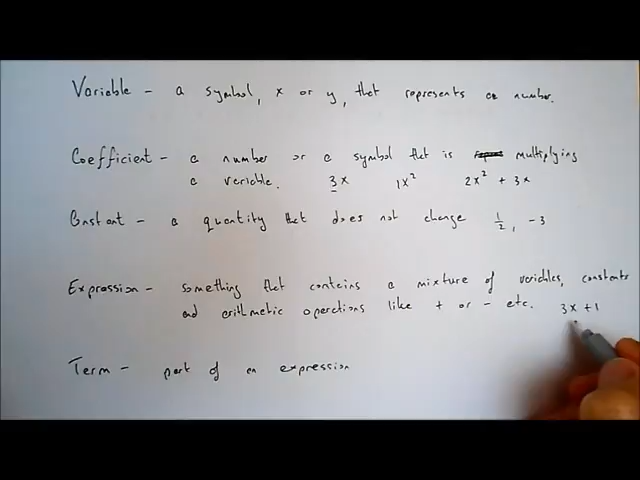 Variable - a symbol, x or y, that represents a number.
Coefficient - a number or a symbol that is multiplying
a variable. 3x 1x² 2x² + 3x
Constant - a quantity that does not change 1/2, -3
Expression - something that contains a mixture of variables, constants
and arithmetic operations like + or - etc. 3x + 1
Term - part of an expression